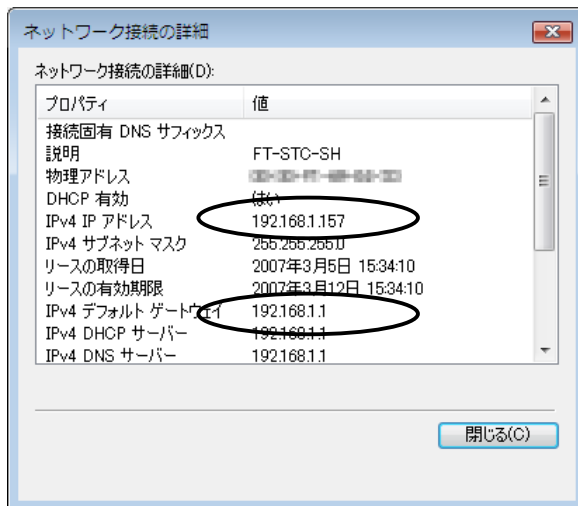 ネットワーク接続の詳細
ネットワーク接続の詳細(D):
プロパティ 値
接続固有 DNS サフィックス
説明 FT-STC-SH
物理アドレス
DHCP 有効 はい
IPv4 IP アドレス 192.168.1.157
IPv4 サブネット マスク 255.255.255.0
リースの取得日 2007年3月5日 15:34:10
リースの有効期限 2007年3月12日 15:34:10
IPv4 デフォルト ゲートウェイ 192.168.1.1
IPv4 DHCP サーバー 192.168.1.1
IPv4 DNS サーバー 192.168.1.1
閉じる(C)